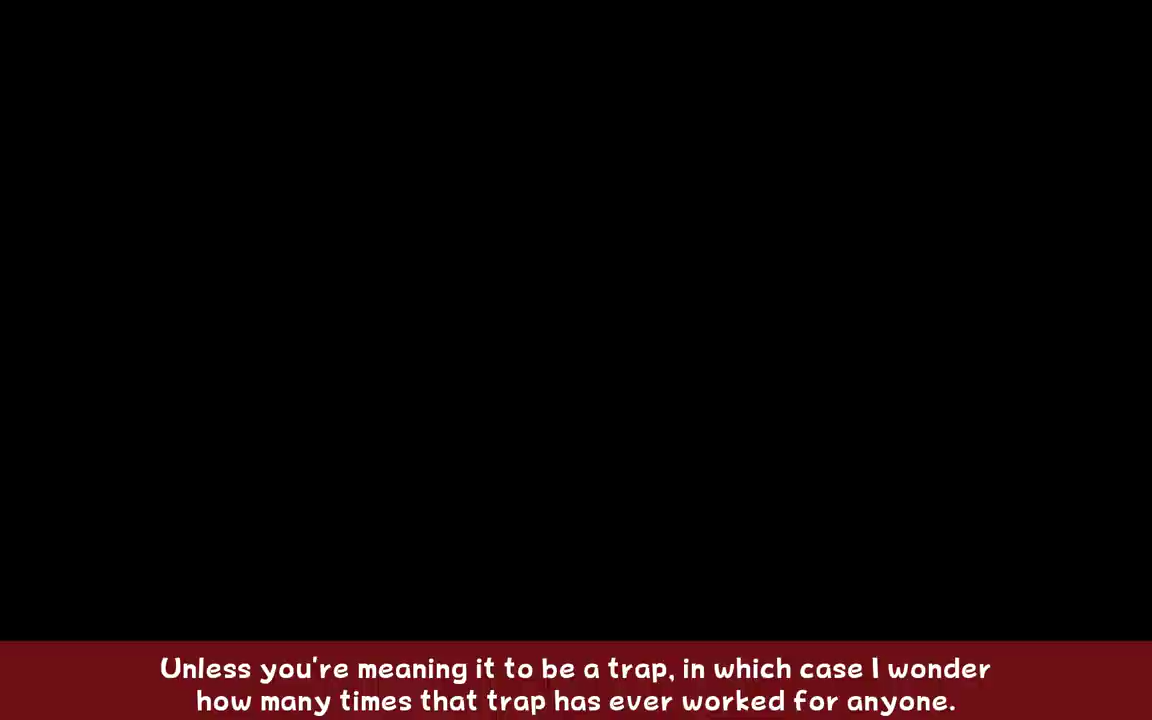 Unless you're meaning it to be a trap, in which case I wonder
how many times that trap has ever worked for anyone.